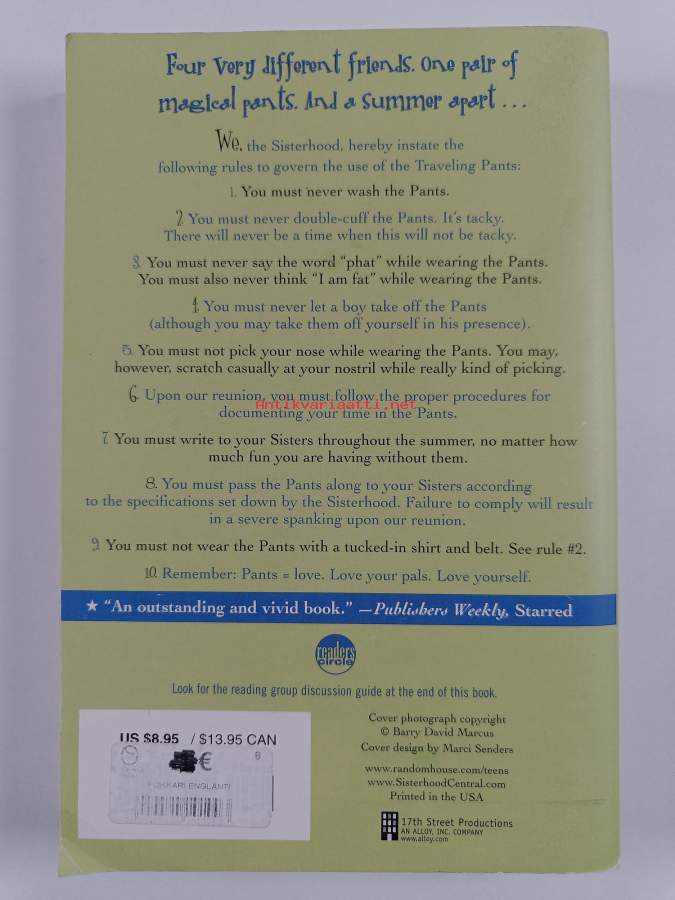 Four very different friends. One pair of
magical pants. And a summer apart . . .
We, the Sisterhood, hereby instate the
following rules to govern the use of the Traveling Pants:
1. You must never wash the Pants.
2. You must never double-cuff the Pants. It's tacky.
There will never be a time when this will not be tacky.
3. You must never say the word “phat” while wearing the Pants.
You must also never think “I am fat” while wearing the Pants.
4. You must never let a boy take off the Pants
(although you may take them off yourself in his presence).
5. You must not pick your nose while wearing the Pants. You may,
however, scratch casually at your nostril while really kind of picking.
6. Upon our reunion, you must follow the proper procedures for
Antikvariaatti.net
documenting your time in the Pants.
7. You must write to your Sisters throughout the summer, no matter how
much fun you are having without them.
8. You must pass the Pants along to your Sisters according
to the specifications set down by the Sisterhood. Failure to comply will result
in a severe spanking upon our reunion.
9. You must not wear the Pants with a tucked-in shirt and belt. See rule #2.
10. Remember: Pants = love. Love your pals. Love yourself.
★ “An outstanding and vivid book.” —Publishers Weekly, Starred
readers
circle
Look for the reading group discussion guide at the end of this book.
US $8.95 / $13.95 CAN
€ 8
POKKARI ENGLANTI
Cover photograph copyright
© Barry David Marcus
Cover design by Marci Senders
www.randomhouse.com/teens
www.SisterhoodCentral.com
Printed in the USA
17th Street Productions
AN ALLOY, INC. COMPANY
www.alloy.com